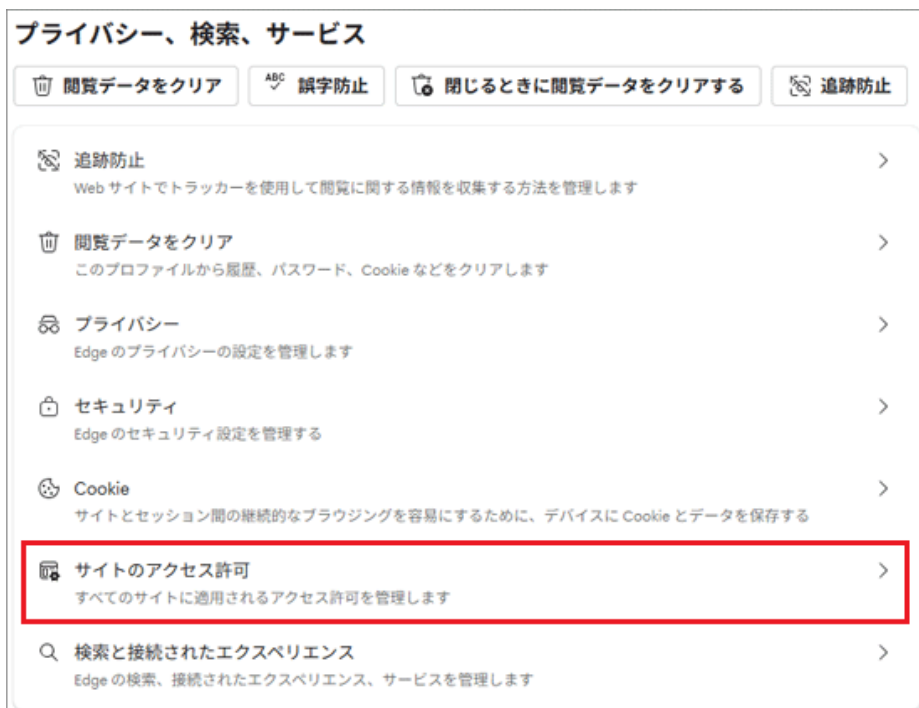 プライバシー、検索、サービス
閲覧データをクリア ABC 誤字防止 閉じるときに閲覧データをクリアする 追跡防止
追跡防止
Web サイトでトラッカーを使用して閲覧に関する情報を収集する方法を管理します
閲覧データをクリア
このプロファイルから履歴、パスワード、Cookie などをクリアします
プライバシー
Edge のプライバシーの設定を管理します
セキュリティ
Edge のセキュリティ設定を管理する
Cookie
サイトとセッション間の継続的なブラウジングを容易にするために、デバイスに Cookie とデータを保存する
サイトのアクセス許可
すべてのサイトに適用されるアクセス許可を管理します
検索と接続されたエクスペリエンス
Edge の検索、接続されたエクスペリエンス、サービスを管理します